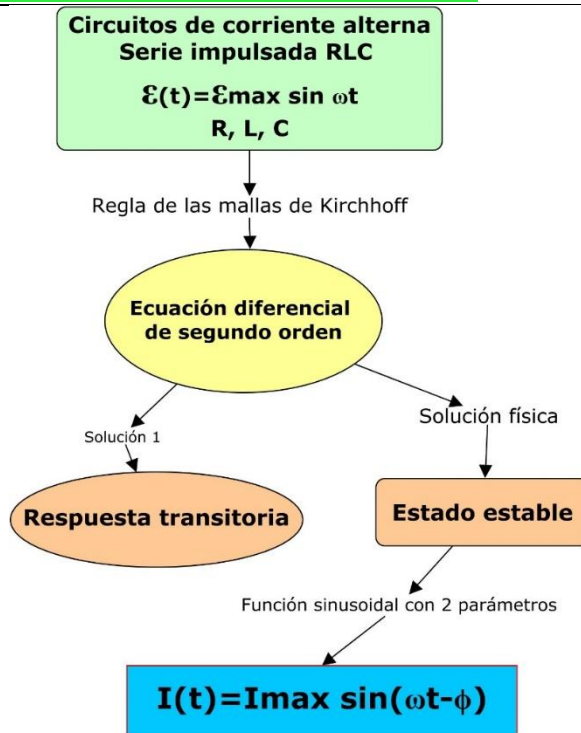 Circuitos de corriente alterna
Serie impulsada RLC
Ɛ(t)=Ɛmax sin ωt
R, L, C
Regla de las mallas de Kirchhoff
Ecuación diferencial
de segundo orden
Solución física
Solución 1
Respuesta transitoria
Estado estable
Función sinusoidal con 2 parámetros
I(t)=Imax sin(ωt-ϕ)